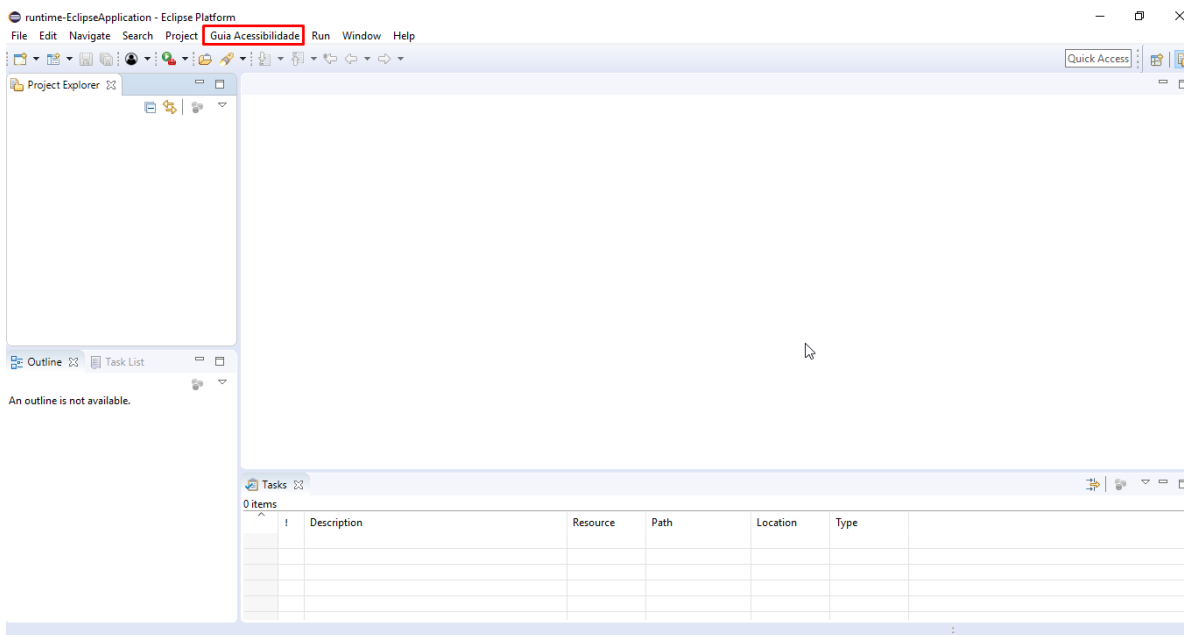 runtime-EclipseApplication - Eclipse Platform
File Edit Navigate Search Project Guia Acessibilidade Run Window Help
Quick Access
Project Explorer
Outline Task List
An outline is not available.
Tasks
0 items
! Description Resource Path Location Type